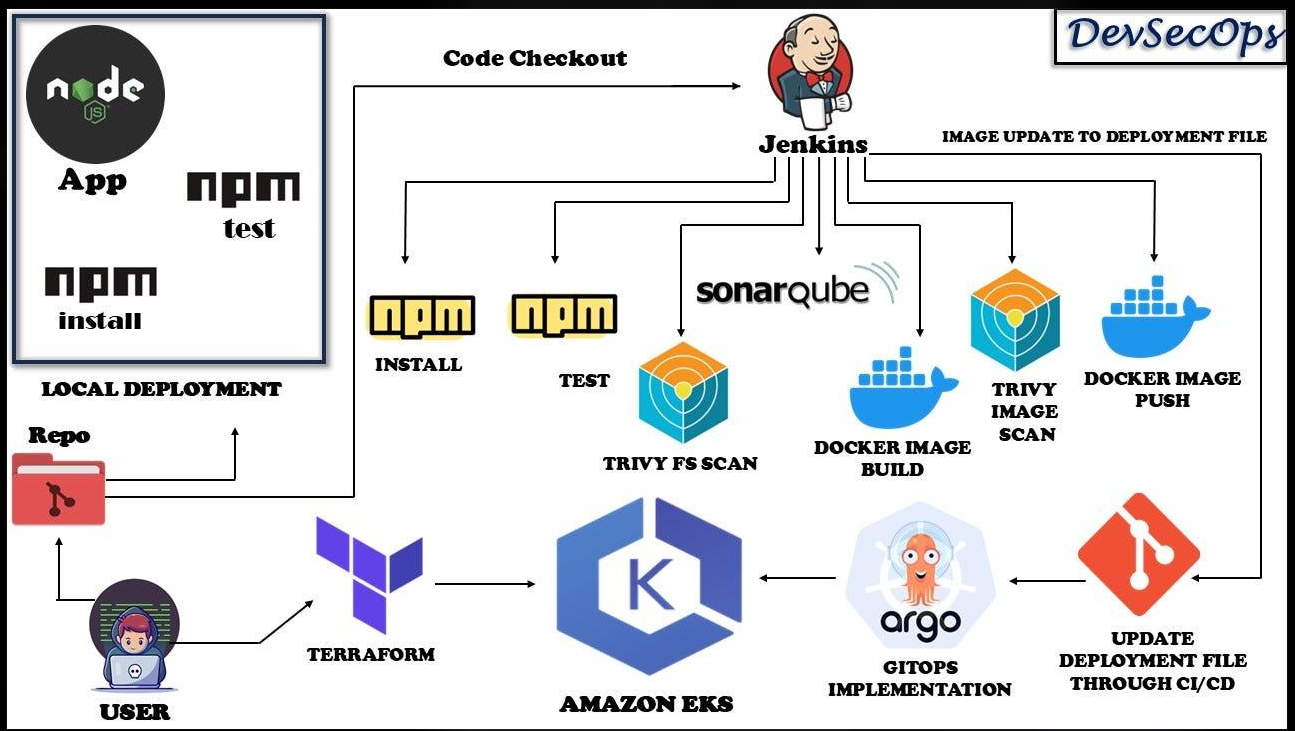 DevSecOps
node
JS
App
npm
test
npm
install
LOCAL DEPLOYMENT
Code Checkout
Jenkins
IMAGE UPDATE TO DEPLOYMENT FILE
npm
INSTALL
npm
TEST
sonarqube
TRIVY FS SCAN
DOCKER IMAGE
BUILD
TRIVY
IMAGE
SCAN
DOCKER IMAGE
PUSH
Repo
USER
TERRAFORM
K
AMAZON EKS
argo
GITOPS
IMPLEMENTATION
UPDATE
DEPLOYMENT FILE
THROUGH CI/CD